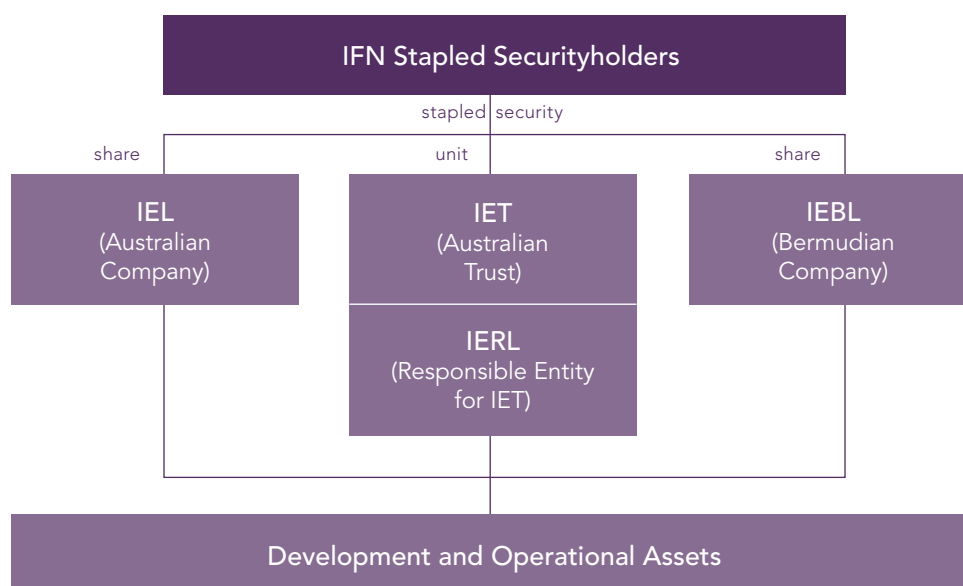 IFN Stapled Securityholders
stapled security
share
unit
share
IEL
(Australian
Company)
IET
(Australian
Trust)
IEBL
(Bermudian
Company)
IERL
(Responsible Entity
for IET)
Development and Operational Assets